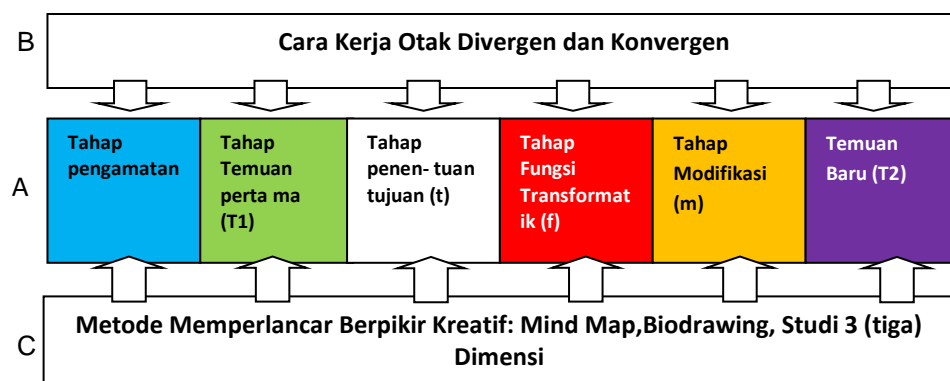 B
Cara Kerja Otak Divergen dan Konvergen
A
Tahap
pengamatan
Tahap
Temuan
perta ma
(T1)
Tahap
penen- tuan
tujuan (t)
Tahap
Fungsi
Transformat
ik (f)
Tahap
Modifikasi
(m)
Temuan
Baru (T2)
C
Metode Memperlancar Berpikir Kreatif: Mind Map,Biodrawing, Studi 3 (tiga)
Dimensi